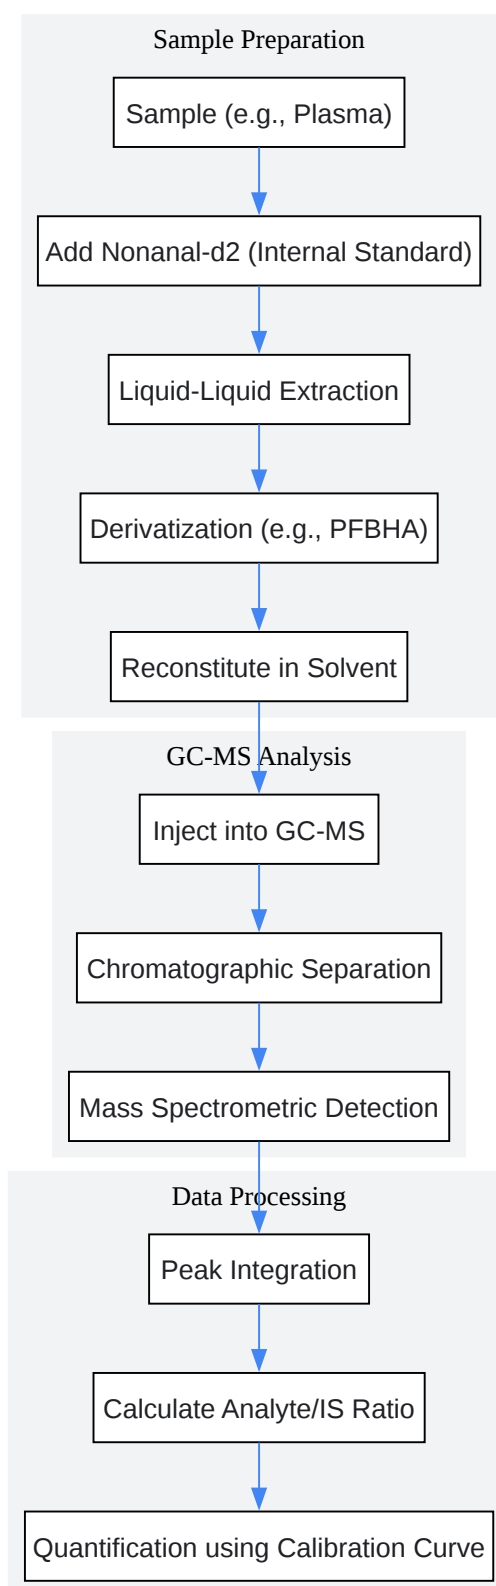 Sample Preparation
Sample (e.g., Plasma)
Add Nonanal-d2 (Internal Standard)
Liquid-Liquid Extraction
Derivatization (e.g., PFBHA)
Reconstitute in Solvent
GC-MS Analysis
Inject into GC-MS
Chromatographic Separation
Mass Spectrometric Detection
Data Processing
Peak Integration
Calculate Analyte/IS Ratio
Quantification using Calibration Curve